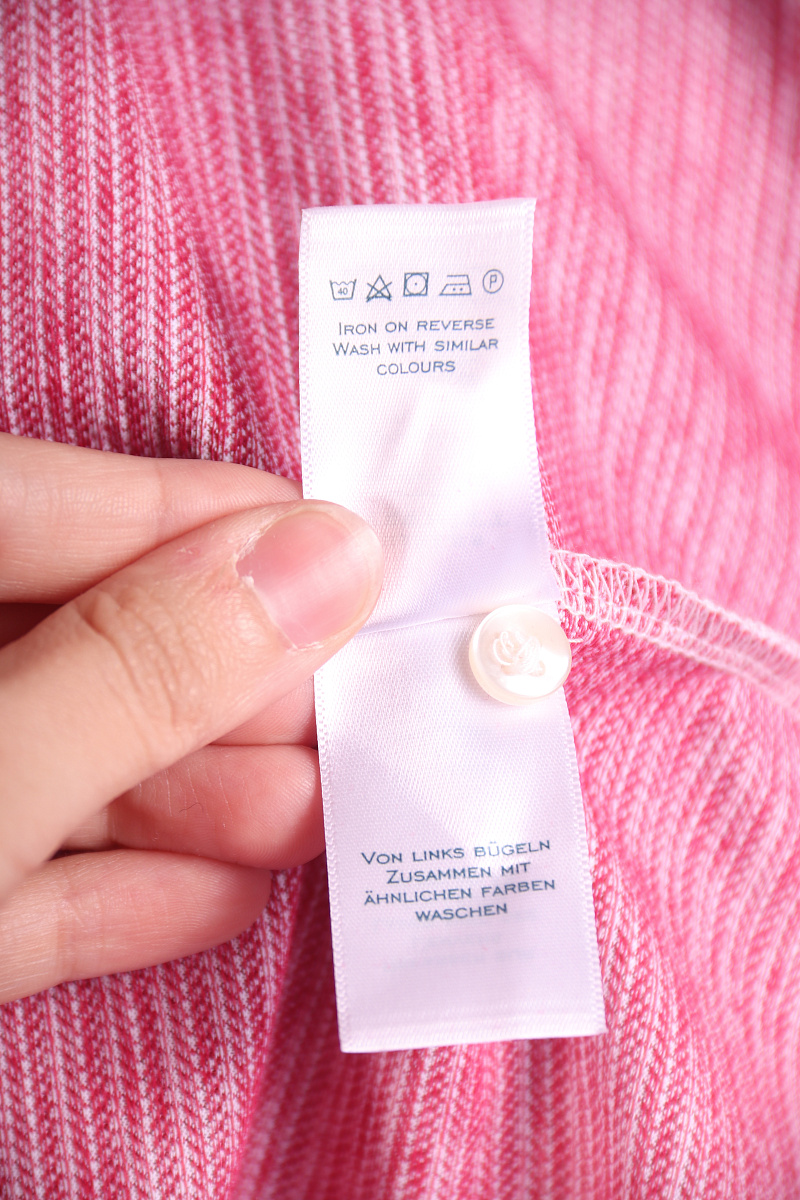 40 P
IRON ON REVERSE
WASH WITH SIMILAR
COLOURS
VON LINKS BÜGELN
ZUSAMMEN MIT
ÄHNLICHEN FARBEN
WASCHEN